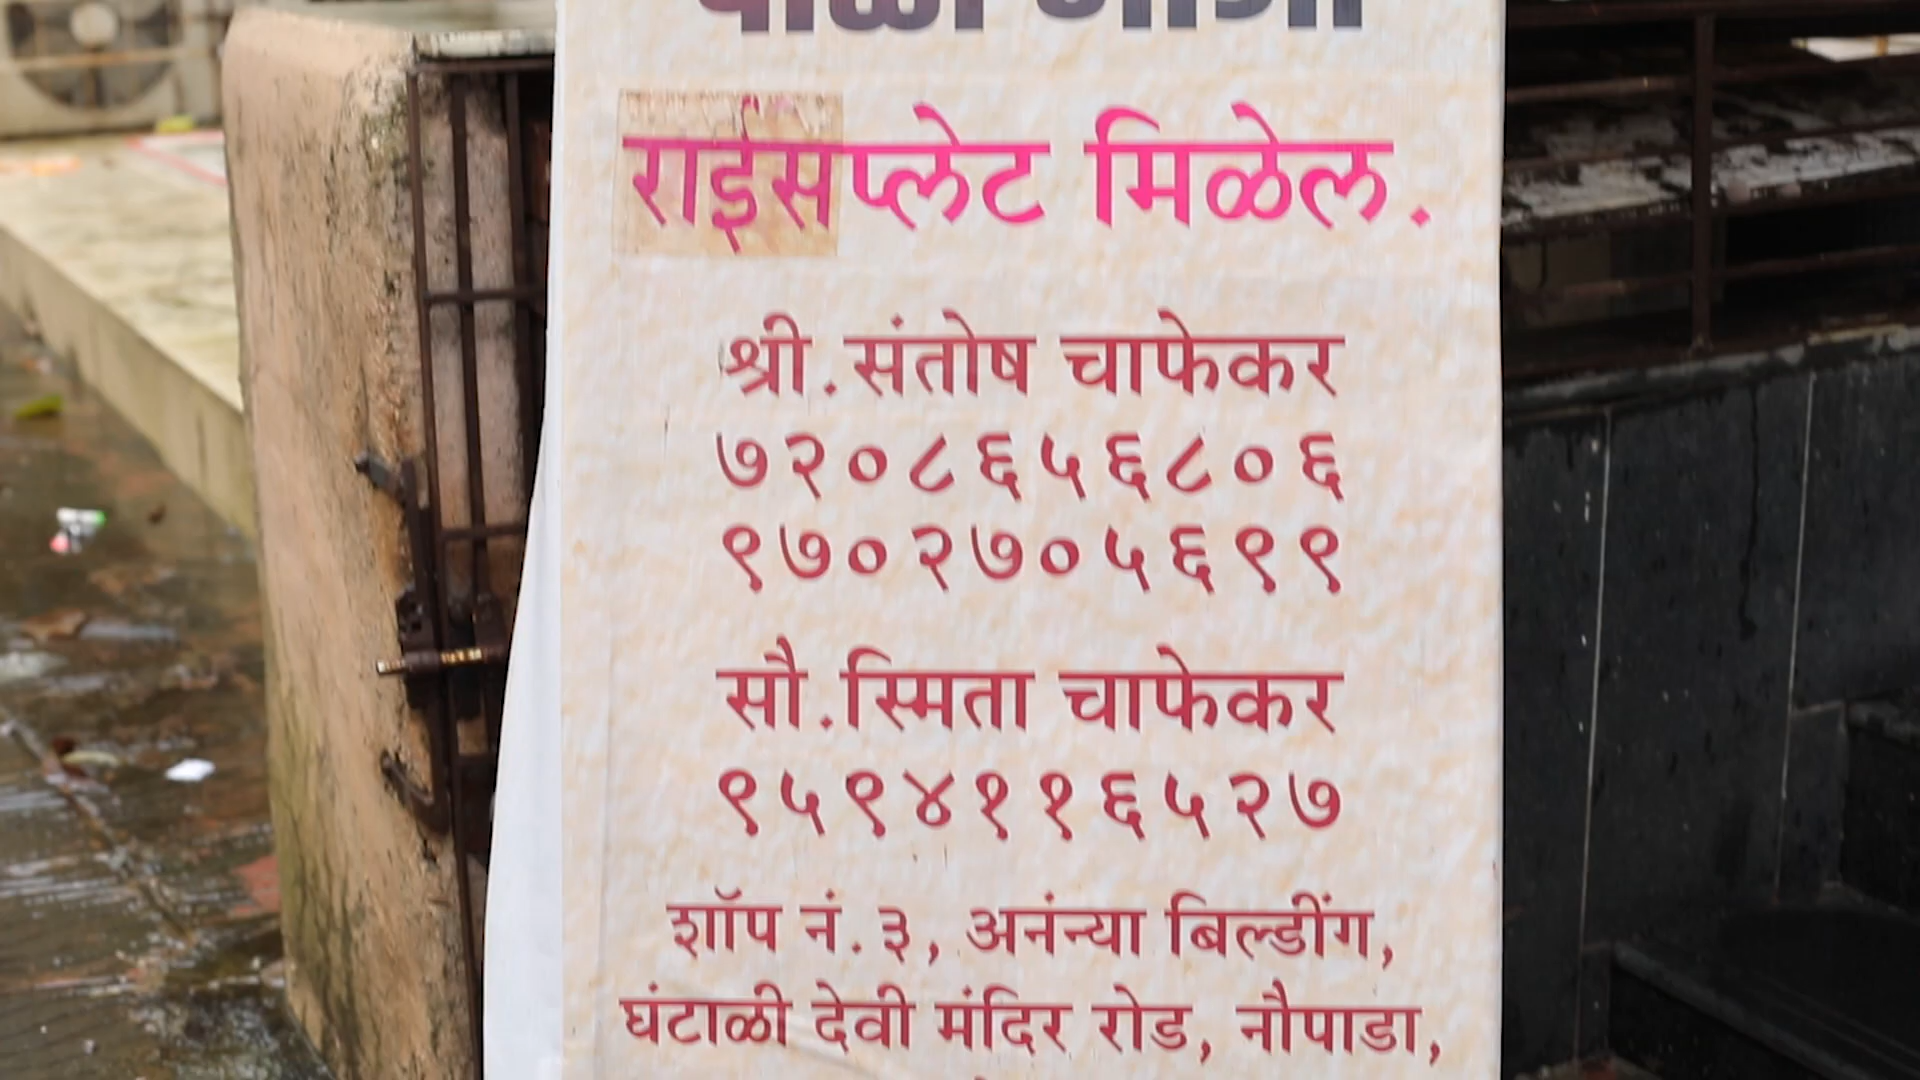 राईसप्लेट मिळेल.
श्री.संतोष चाफेकर
७२०८६५६८०६
९७०२७०५६९९
सौ.स्मिता चाफेकर
९५९४११६५२७
शॉप नं.३, अनंन्या बिल्डींग,
घंटाळी देवी मंदिर रोड, नौपाडा,